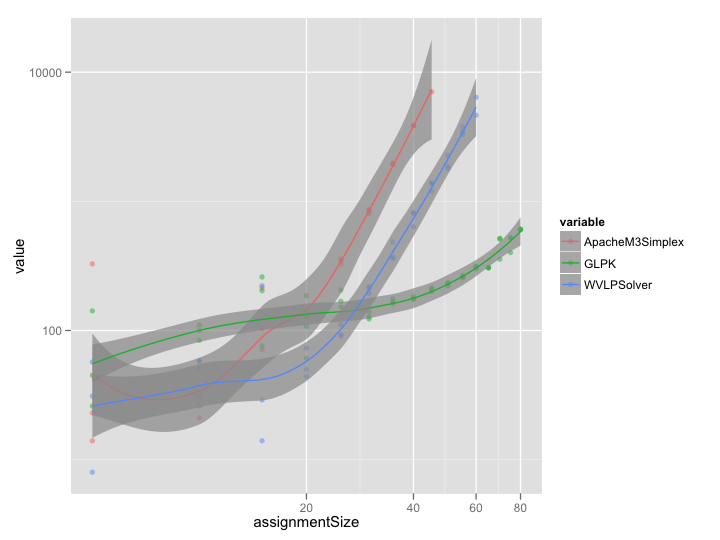 10000
100
value
20
40
60
80
assignmentSize
variable
ApacheM3Simplex
GLPK
WVLPSolver